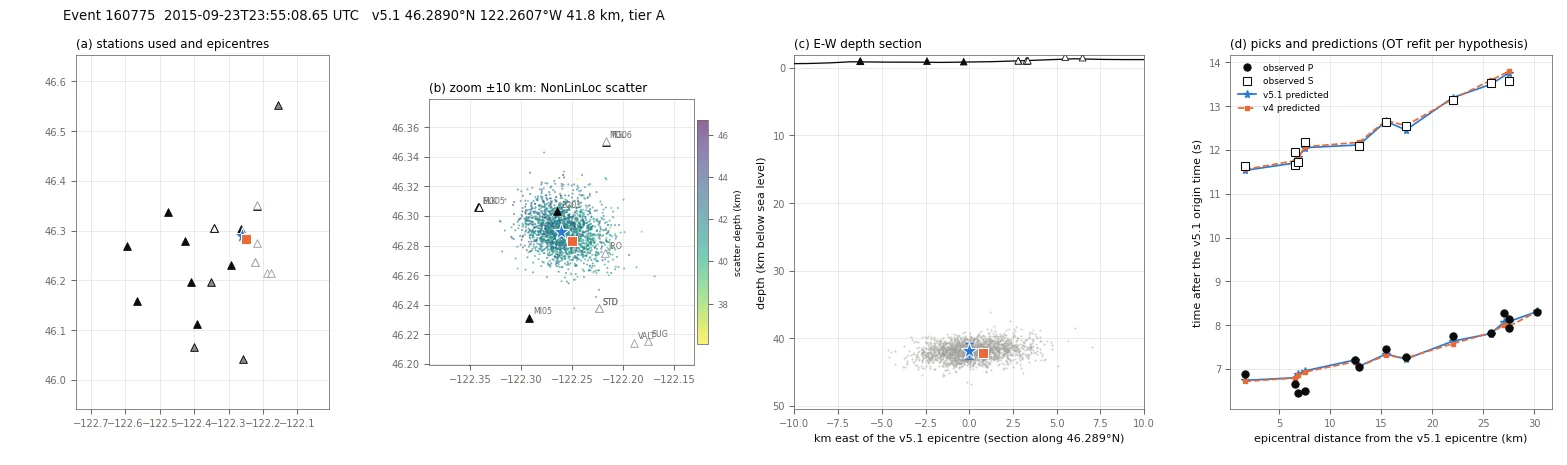 Event 160775 2015-09-23T23:55:08.65 UTC v5.1 46.2890°N 122.2607°W 41.8 km, tier A
(a) stations used and epicentres
46.6
46.5
46.4
46.3
46.2
46.1
46.0
−122.7 −122.6 −122.5 −122.4 −122.3 −122.2 −122.1
(b) zoom ±10 km: NonLinLoc scatter
46.36
46.34
46.32
46.30
46.28
46.26
46.24
46.22
46.20
−122.35 −122.30 −122.25 −122.20 −122.15
STD
MI05
SUG
46
44
42
40
38
scatter depth (km)
(c) E-W depth section
0
10
20
30
40
50
depth (km below sea level)
−10.0 −7.5 −5.0 −2.5 0.0 2.5 5.0 7.5 10.0
km east of the v5.1 epicentre (section along 46.289°N)
(d) picks and predictions (OT refit per hypothesis)
observed P
observed S
v5.1 predicted
v4 predicted
14
13
12
11
10
9
8
7
time after the v5.1 origin time (s)
5 10 15 20 25 30
epicentral distance from the v5.1 epicentre (km)